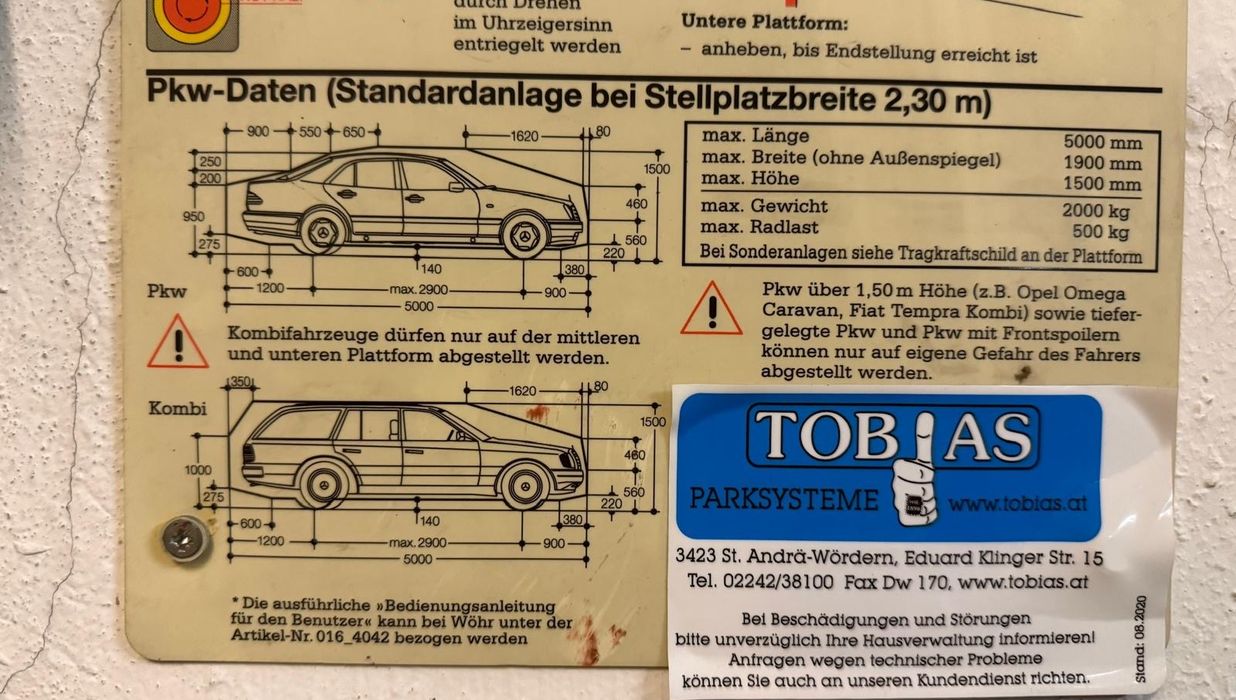 durch Drehen
im Uhrzeigersinn
entriegelt werden
Untere Plattform:
– anheben, bis Endstellung erreicht ist
Pkw-Daten (Standardanlage bei Stellplatzbreite 2,30 m)
900 550 650 1620 80
250
200
950
275
1500
460
560
220
600 140 380
1200 max. 2900 900
5000
Pkw
max. Länge 5000 mm
max. Breite (ohne Außenspiegel) 1900 mm
max. Höhe 1500 mm
max. Gewicht 2000 kg
max. Radlast 500 kg
Bei Sonderanlagen siehe Tragkraftschild an der Plattform
Kombifahrzeuge dürfen nur auf der mittleren
und unteren Plattform abgestellt werden.
Pkw über 1,50 m Höhe (z.B. Opel Omega
Caravan, Fiat Tempra Kombi) sowie tiefer-
gelegte Pkw und Pkw mit Frontspoilern
können nur auf eigene Gefahr des Fahrers
abgestellt werden.
Kombi
350 1620 80
1000
275
1500
460
560
220
600 140 380
1200 max. 2900 900
5000
* Die ausführliche »Bedienungsanleitung
für den Benutzer« kann bei Wöhr unter der
Artikel-Nr. 016_4042 bezogen werden
TOBIAS
PARKSYSTEME www.tobias.at
3423 St. Andrä-Wördern, Eduard Klinger Str. 15
Tel. 02242/38100 Fax Dw 170, www.tobias.at
Bei Beschädigungen und Störungen
bitte unverzüglich Ihre Hausverwaltung informieren!
Anfragen wegen technischer Probleme
können Sie auch an unseren Kundendienst richten.
Stand: 08.2020